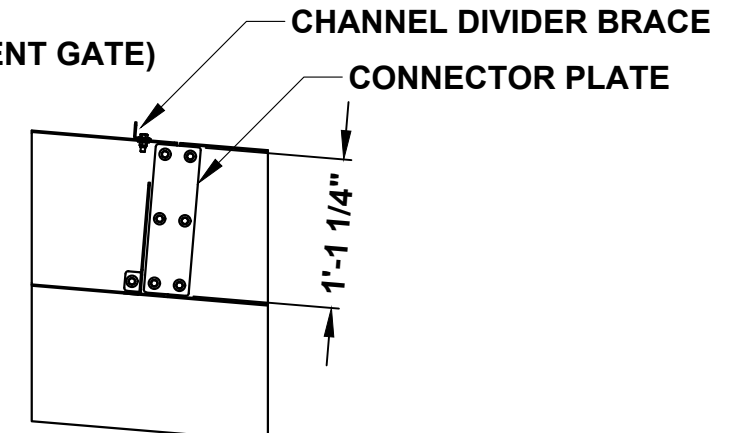 CHANNEL DIVIDER BRACE
ENT GATE)
CONNECTOR PLATE
1'-1 1/4"